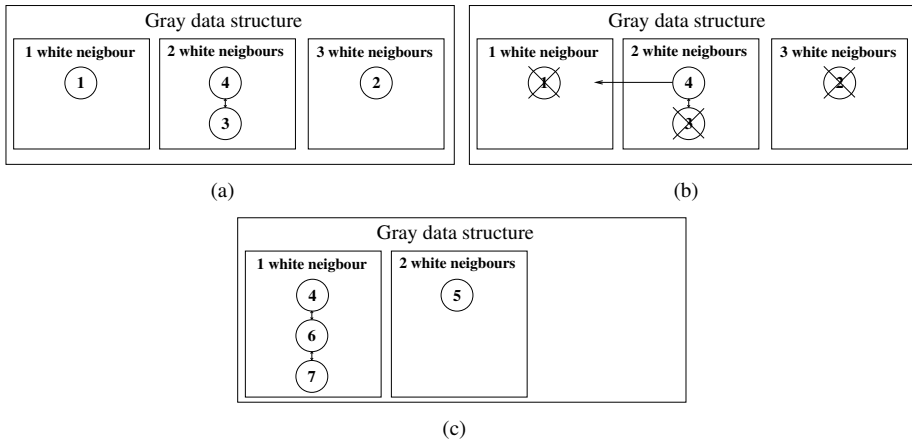 Gray data structure
1 white neigbour
2 white neigbours
3 white neigbours
1
4
2
3
(a)
Gray data structure
1 white neigbour
2 white neigbours
3 white neigbours
1
4
2
3
(b)
Gray data structure
1 white neigbour
2 white neigbours
4
5
6
7
(c)